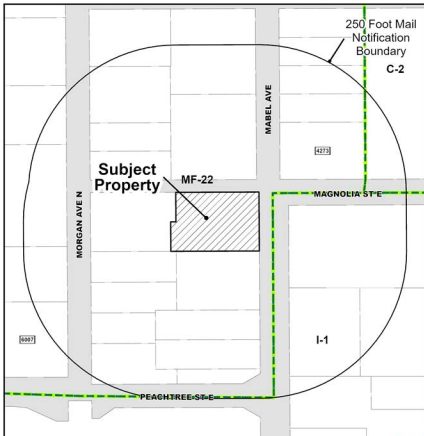 250 Foot Mail
Notification
Boundary
C-2
MABEL AVE
4273
Subject
Property
MF-22
MAGNOLIA ST E
MORGAN AVE N
I-1
6007
PEACHTREE ST E